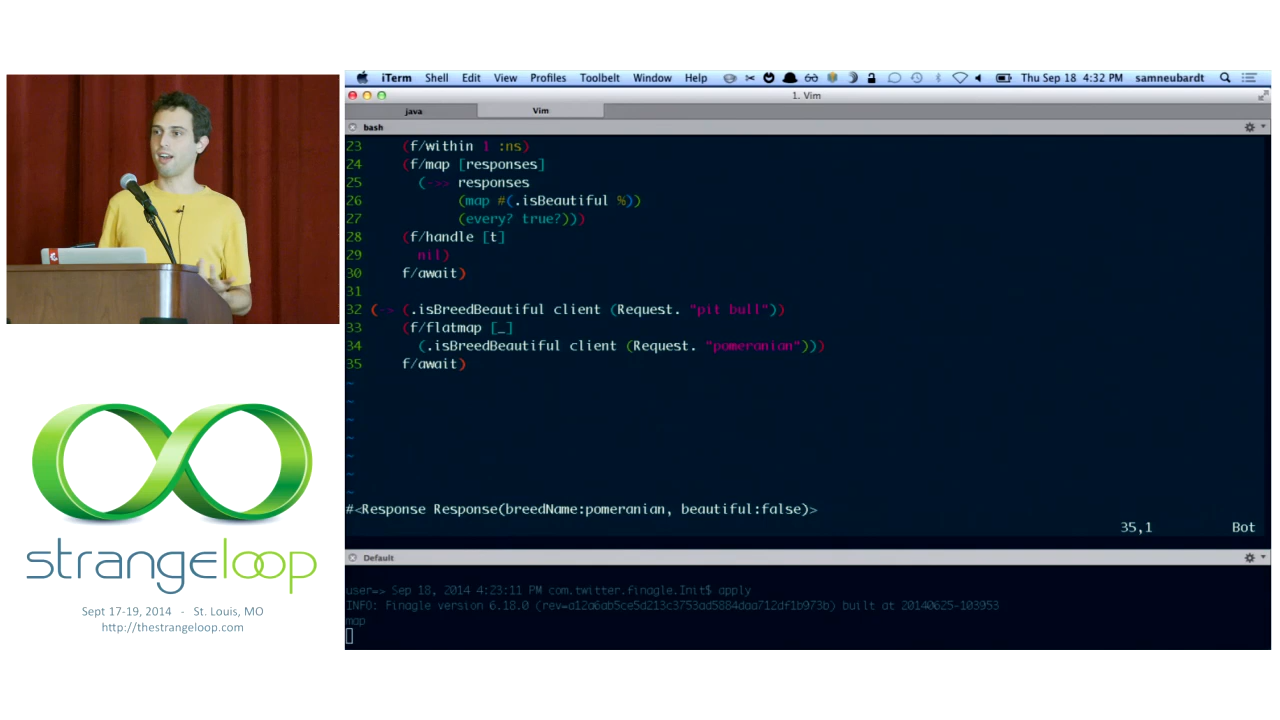 iTerm Shell Edit View Profiles Toolbelt Window Help Thu Sep 18 4:32 PM samneubardt
1. Vim
java Vim
bash
23 (f/within 1 :ns)
24 (f/map [responses]
25 (->> responses
26 (map #(.isBeautiful %))
27 (every? true?)))
28 (f/handle [t]
29 nil)
30 f/await)
31
32 (-> (.isBreedBeautiful client (Request. "pit bull"))
33 (f/flatmap [_]
34 (.isBreedBeautiful client (Request. "pomeranian")))
35 f/await)
~
~
~
~
~
~
~
#<Response Response(breedName:pomeranian, beautiful:false)>
35,1 Bot
Default
user=> Sep 18, 2014 4:23:11 PM com.twitter.finagle.Init$ apply
INFO: Finagle version 6.18.0 (rev=a12a6ab5ce5d213c3753ad5884daa712df1b973b) built at 20140625-103953
map
strangeloop
Sept 17-19, 2014 - St. Louis, MO
http://thestrangeloop.com